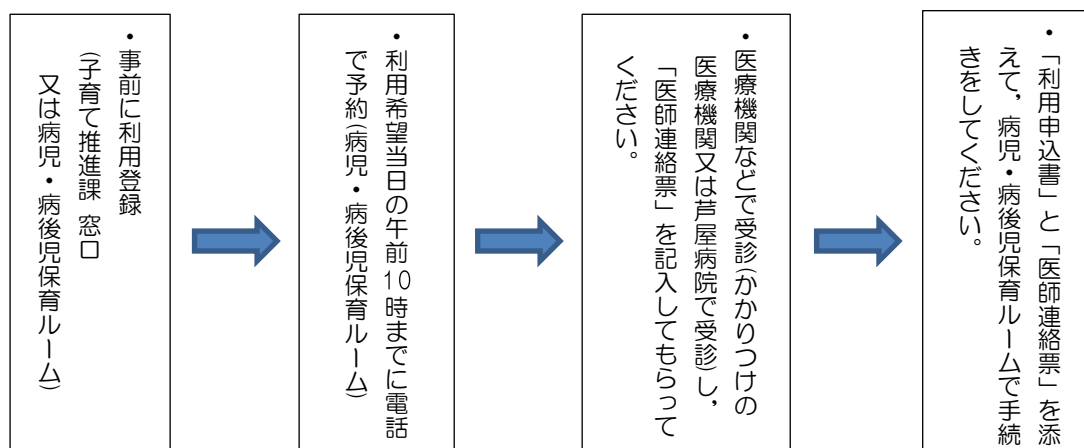 ・事前に利用登録
(子育て推進課 窓口
又は病児・病後児保育ルーム)
・利用希望当日の午前10時までに電話
で予約(病児・病後児保育ルーム)
・医療機関などで受診(かかりつけの
医療機関又は芦屋病院で受診)し，
「医師連絡票」を記入してもらって
ください。
・「利用申込書」と「医師連絡票」を添
えて，病児・病後児保育ルームで手続
きをしてください。